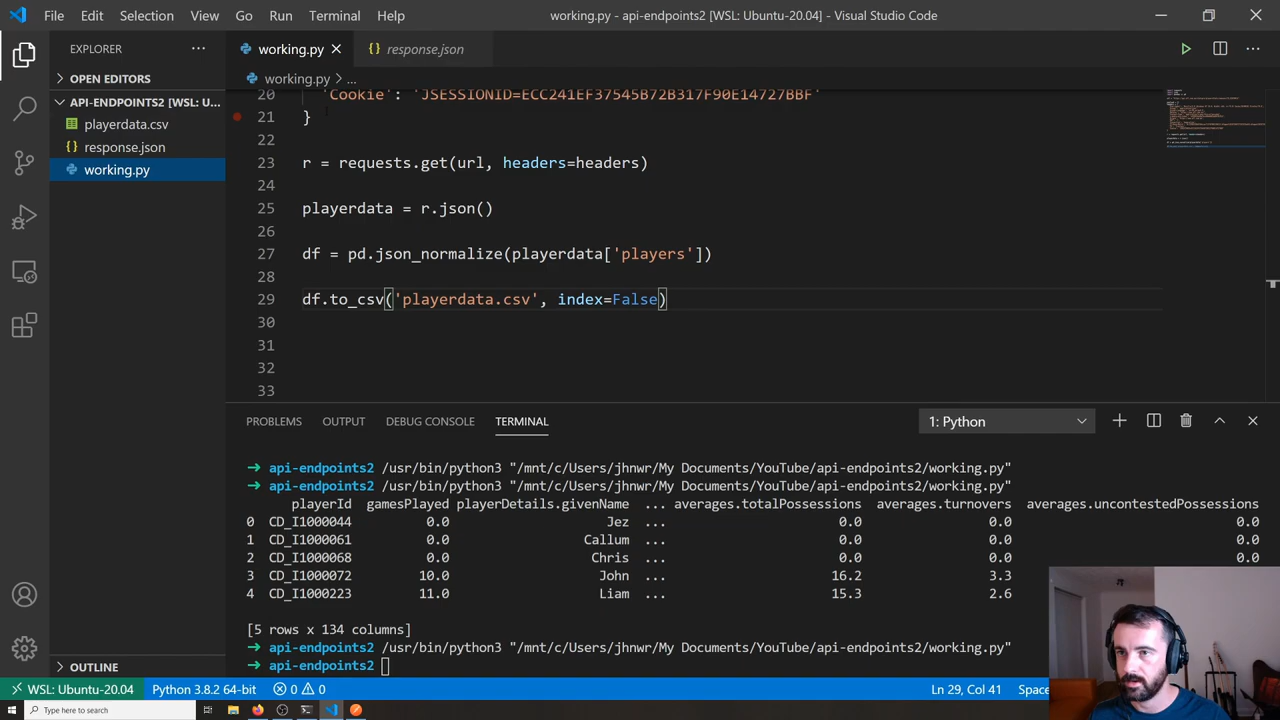 File Edit Selection View Go Run Terminal Help working.py - api-endpoints2 [WSL: Ubuntu-20.04] - Visual Studio Code
EXPLORER ··· working.py response.json
OPEN EDITORS
working.py > ...
API-ENDPOINTS2 [WSL: U...
playerdata.csv
response.json
working.py
20 'Cookie': 'JSESSIONID=ECC241EF37545B72B317F90E14727BBF'
21 }
22
23 r = requests.get(url, headers=headers)
24
25 playerdata = r.json()
26
27 df = pd.json_normalize(playerdata['players'])
28
29 df.to_csv('playerdata.csv', index=False)
30
31
32
33
PROBLEMS OUTPUT DEBUG CONSOLE TERMINAL 1: Python
→ api-endpoints2 /usr/bin/python3 "/mnt/c/Users/jhnwr/My Documents/YouTube/api-endpoints2/working.py"
→ api-endpoints2 /usr/bin/python3 "/mnt/c/Users/jhnwr/My Documents/YouTube/api-endpoints2/working.py"
playerId gamesPlayed playerDetails.givenName ... averages.totalPossessions averages.turnovers averages.uncontestedPossessions
0 CD_I1000044 0.0 Jez ... 0.0 0.0 0.0
1 CD_I1000061 0.0 Callum ... 0.0 0.0 0.0
2 CD_I1000068 0.0 Chris ... 0.0 0.0 0.0
3 CD_I1000072 10.0 John ... 16.2 3.3
4 CD_I1000223 11.0 Liam ... 15.3 2.6
[5 rows x 134 columns]
→ api-endpoints2 /usr/bin/python3 "/mnt/c/Users/jhnwr/My Documents/YouTube/api-endpoints2/working.py"
→ api-endpoints2
OUTLINE
WSL: Ubuntu-20.04 Python 3.8.2 64-bit 0 0 Ln 29, Col 41 Space
Type here to search